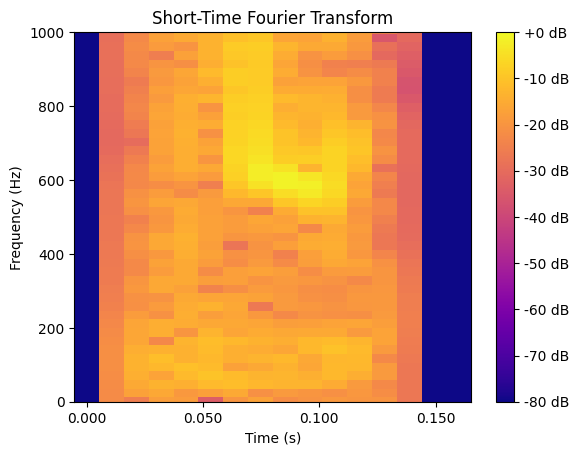 Short-Time Fourier Transform
1000
800
600
400
200
0
Frequency (Hz)
0.000
0.050
0.100
0.150
Time (s)
+0 dB
-10 dB
-20 dB
-30 dB
-40 dB
-50 dB
-60 dB
-70 dB
-80 dB